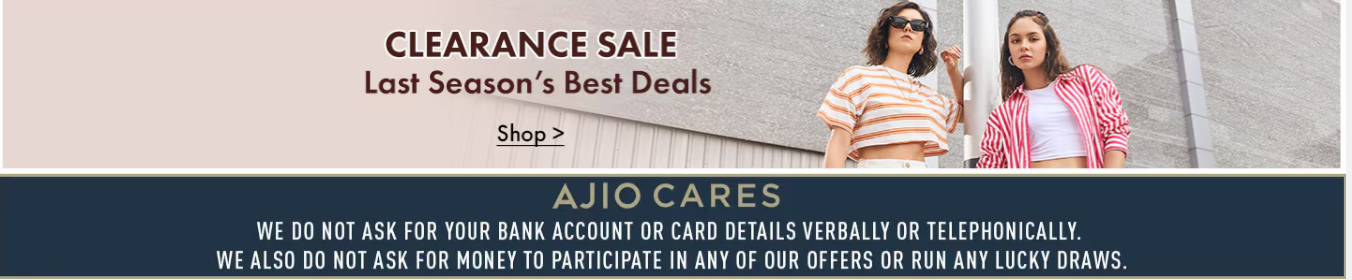 CLEARANCE SALE
Last Season's Best Deals
Shop >
AJIO CARES
WE DO NOT ASK FOR YOUR BANK ACCOUNT OR CARD DETAILS VERBALLY OR TELEPHONICALLY.
WE ALSO DO NOT ASK FOR MONEY TO PARTICIPATE IN ANY OF OUR OFFERS OR RUN ANY LUCKY DRAWS.